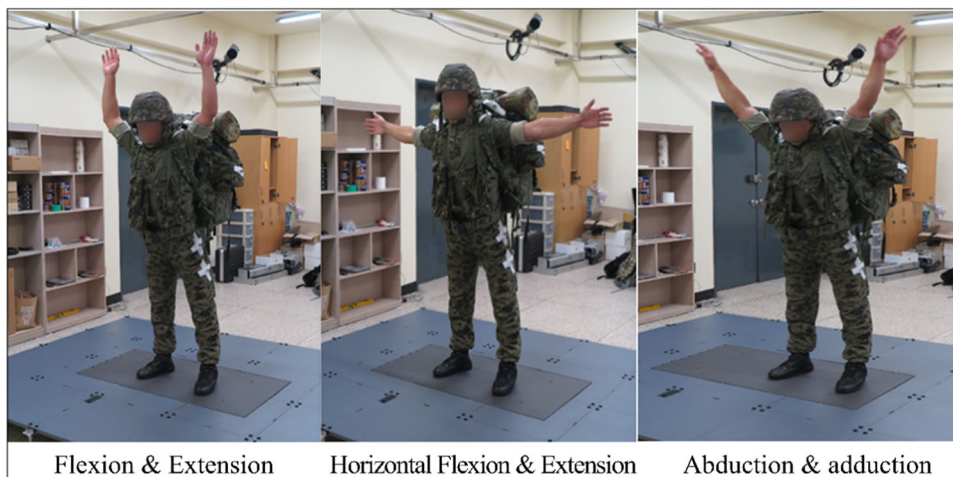 Flexion & Extension
Horizontal Flexion & Extension
Abduction & adduction